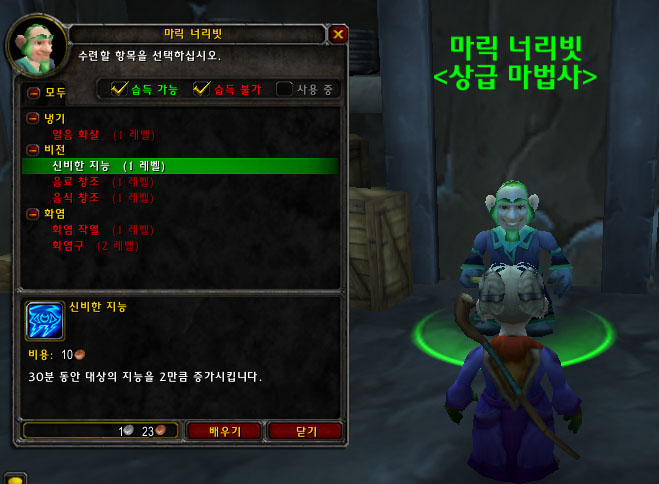 마릭 너리빗
수련할 항목을 선택하십시오.
모두
습득 가능 습득 불가 사용 중
냉기
얼음 화살 (1 레벨)
비전
신비한 지능 (1 레벨)
음료 창조 (1 레벨)
음식 창조 (1 레벨)
화염
화염 작열 (1 레벨)
화염구 (2 레벨)
신비한 지능
비용: 10
30분 동안 대상의 지능을 2만큼 증가시킵니다.
1 23
배우기
닫기
마릭 너리빗
<상급 마법사>